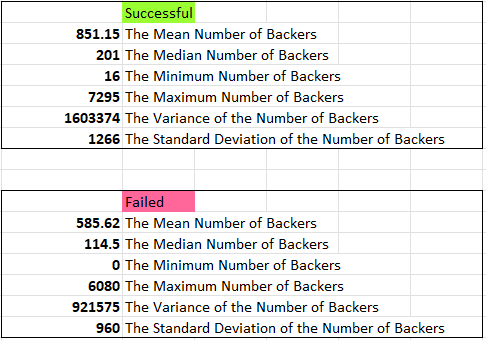 Successful
851.15 The Mean Number of Backers
201 The Median Number of Backers
16 The Minimum Number of Backers
7295 The Maximum Number of Backers
1603374 The Variance of the Number of Backers
1266 The Standard Deviation of the Number of Backers
Failed
585.62 The Mean Number of Backers
114.5 The Median Number of Backers
0 The Minimum Number of Backers
6080 The Maximum Number of Backers
921575 The Variance of the Number of Backers
960 The Standard Deviation of the Number of Backers